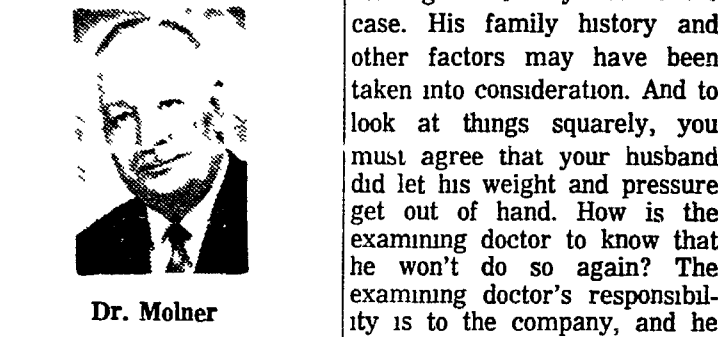 Dr. Molner
case. His family history and
other factors may have been
taken into consideration. And to
look at things squarely, you
must agree that your husband
did let his weight and pressure
get out of hand. How is the
examining doctor to know that
he won't do so again? The
examining doctor's responsibil-
ity is to the company, and he